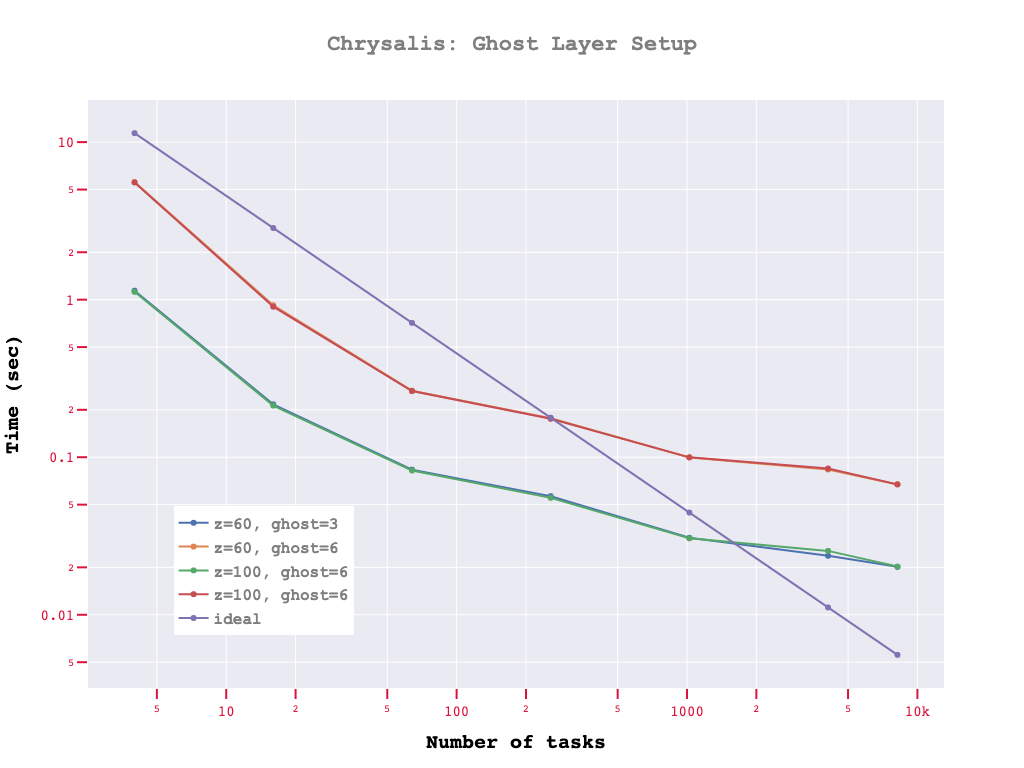 Chrysalis: Ghost Layer Setup
Time (sec)
10
5
2
1
5
2
0.1
5
2
0.01
5
z=60, ghost=3
z=60, ghost=6
z=100, ghost=6
z=100, ghost=6
ideal
5 10 2 5 100 2 5 1000 2 5 10k
Number of tasks